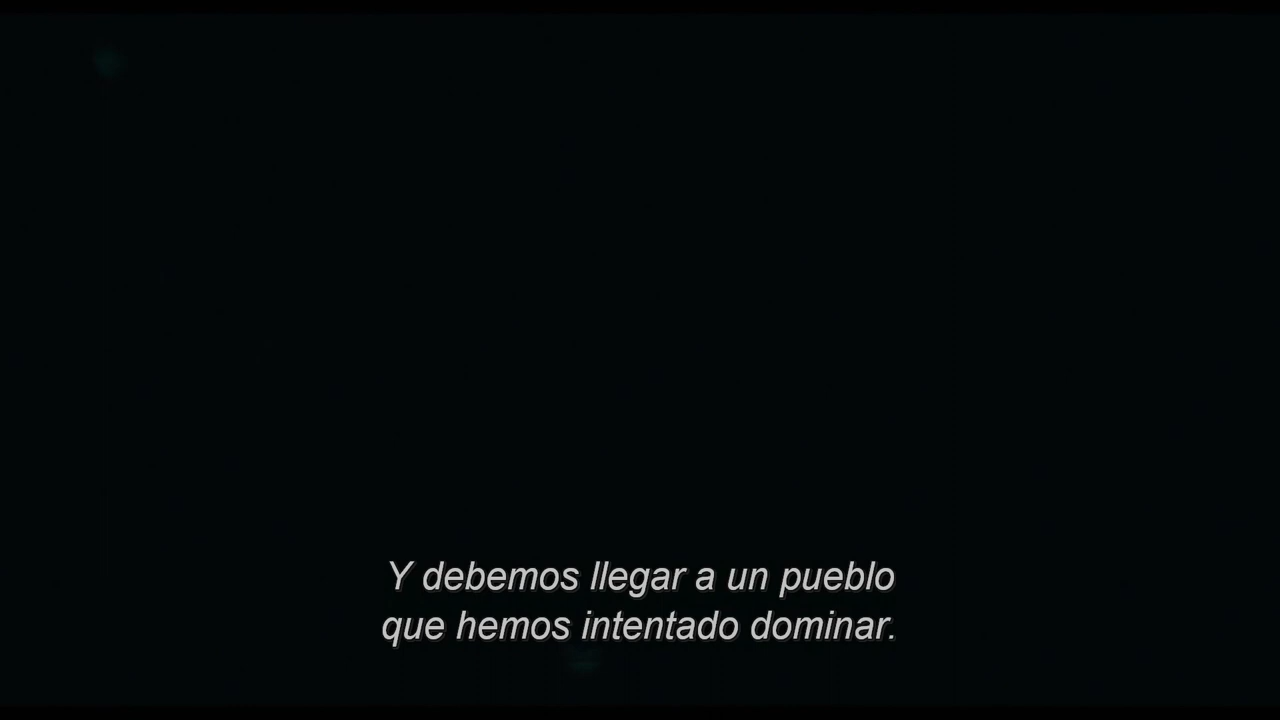 Y debemos llegar a un pueblo
que hemos intentado dominar.